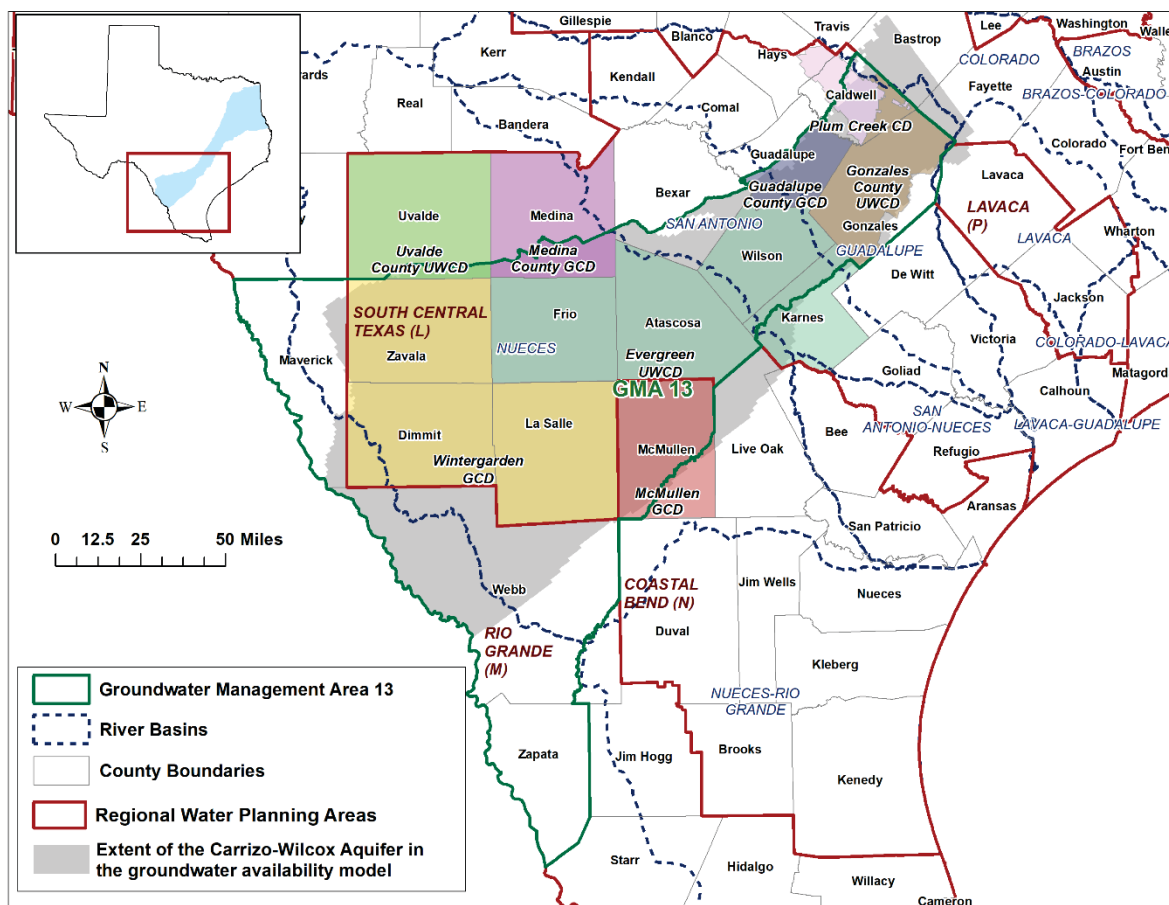 Gillespie
Blanco
Travis
Lee
Washington
Waller
Kerr
Hays
Bastrop
BRAZOS
Kendall
COLORADO
Austin
Real
Comal
Caldwell
Fayette
BRAZOS-COLORADO
Bandera
Plum Creek CD
Colorado
Fort Ben
Guadalupe
Gonzales
County
UWCD
Lavaca
Bexar
Guadalupe
County GCD
LAVACA
(P)
Uvalde
Medina
SAN ANTONIO
Gonzales
LAVACA
Wharton
Uvalde
County UWCD
Medina
County GCD
Wilson
GUADALUPE
De Witt
Jackson
SOUTH CENTRAL
TEXAS (L)
Frio
Atascosa
Karnes
Victoria
COLORADO-LAVACA
Maverick
Zavala
NUECES
Evergreen
UWCD
Goliad
Calhoun
Matagord
GMA 13
SAN
ANTONIO-NUECES
LAVACA-GUADALUPE
Dimmit
La Salle
McMullen
Live Oak
Bee
Refugio
Wintergarden
GCD
McMullen
GCD
Aransas
San Patricio
N
W
E
S
0 12.5 25 50 Miles
Webb
COASTAL
BEND (N)
Jim Wells
Nueces
Duval
RIO
GRANDE
(M)
Kleberg
NUECES-RIO
GRANDE
Zapata
Jim Hogg
Brooks
Kenedy
Starr
Hidalgo
Willacy
Cameron
Groundwater Management Area 13
River Basins
County Boundaries
Regional Water Planning Areas
Extent of the Carrizo-Wilcox Aquifer in
the groundwater availability model